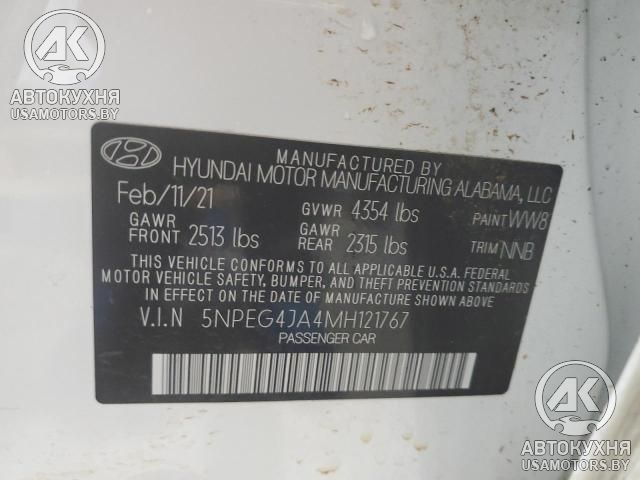 AK
АВТОКУХНЯ
USAMOTORS.BY
MANUFACTURED BY
HYUNDAI MOTOR MANUFACTURING ALABAMA, LLC
Feb/11/21 GVWR 4354 lbs PAINT WW8
GAWR FRONT 2513 lbs GAWR REAR 2315 lbs TRIM NNB
THIS VEHICLE CONFORMS TO ALL APPLICABLE U.S.A. FEDERAL
MOTOR VEHICLE SAFETY, BUMPER, AND THEFT PREVENTION
STANDARDS IN EFFECT ON THE DATE OF MANUFACTURE SHOWN ABOVE.
V.I.N 5NPEG4JA4MH121767
PASSENGER CAR
AK
АВТОКУХНЯ
USAMOTORS.BY